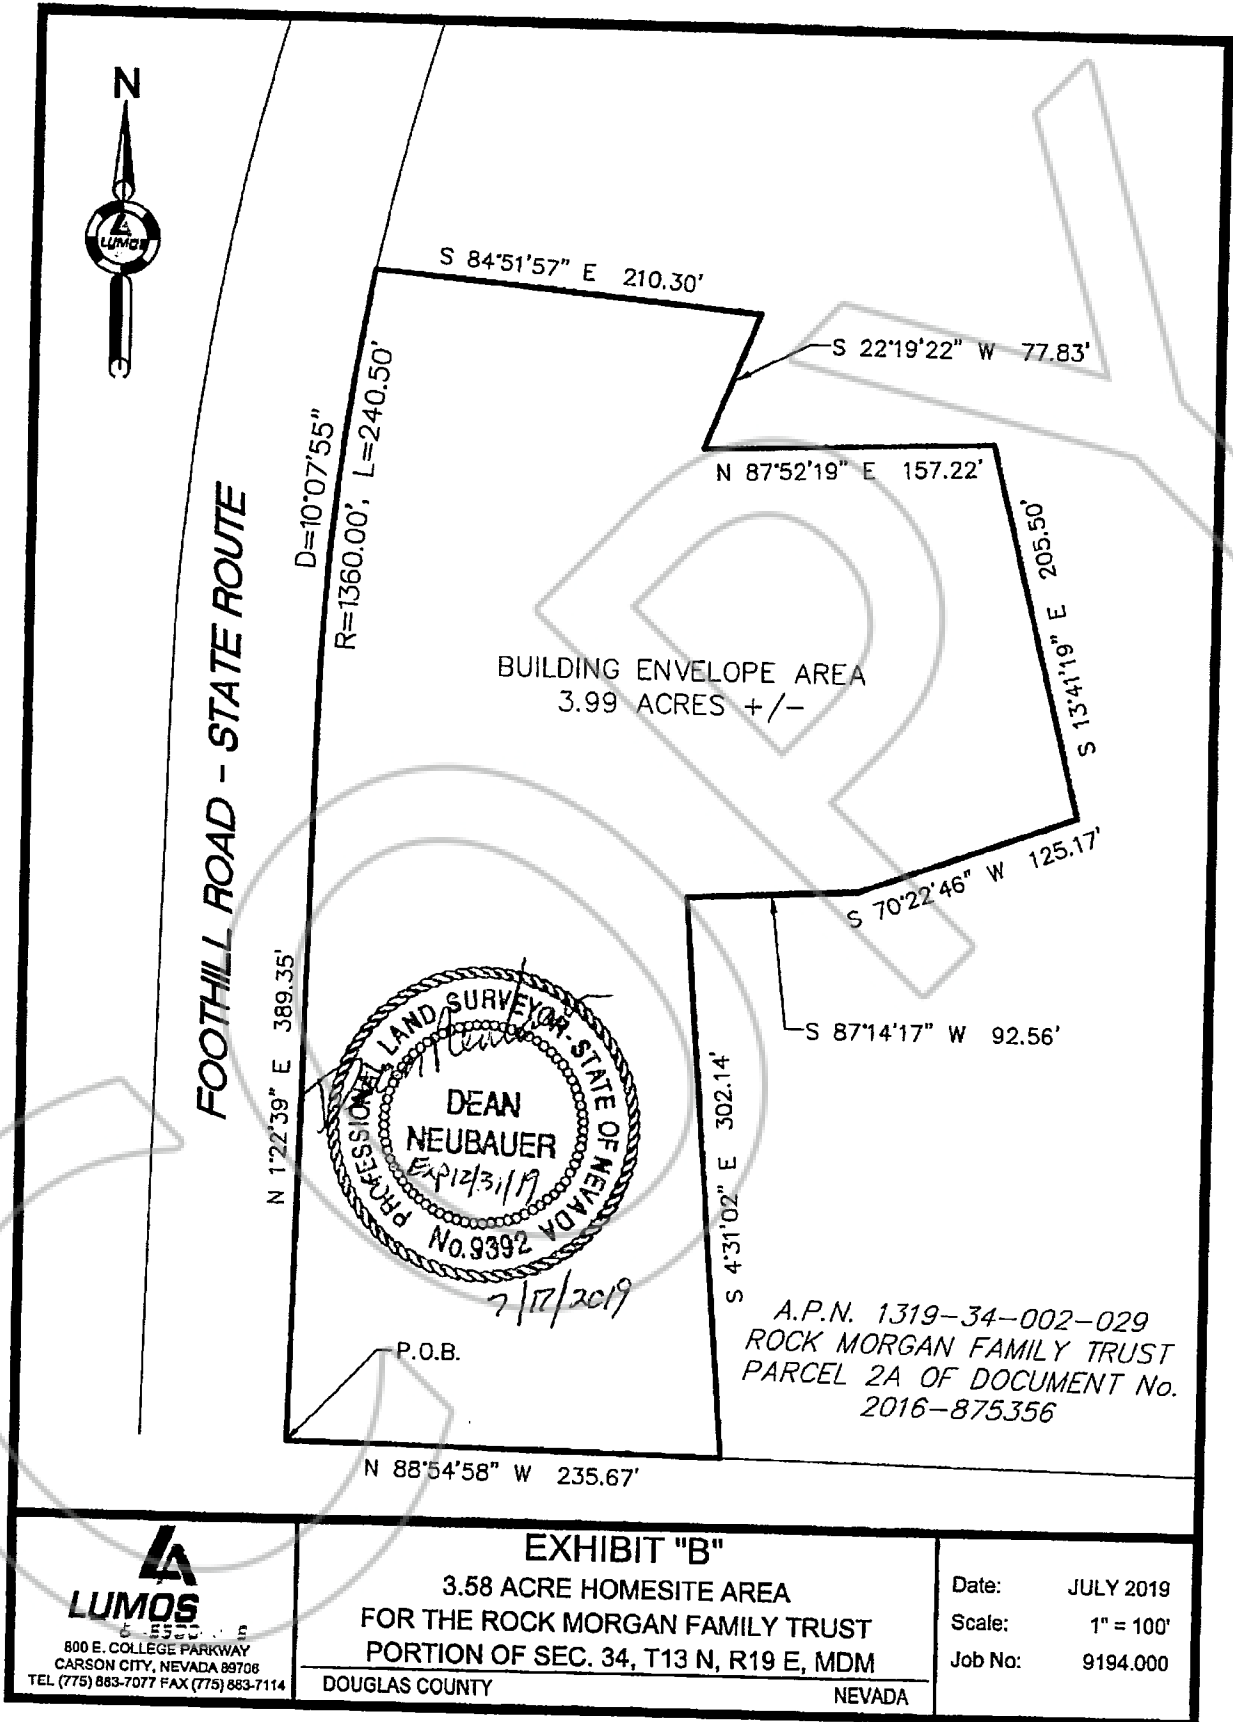 N
LUMOS
S 84°51'57" E 210.30'
S 22°19'22" W 77.83'
N 87°52'19" E 157.22'
S 13°41'19" E 205.50'
D=10°07'55"
R=1360.00', L=240.50'
FOOTHILL ROAD - STATE ROUTE
BUILDING ENVELOPE AREA
3.99 ACRES +/-
S 70°22'46" W 125.17'
S 87°14'17" W 92.56'
N 1°22'39" E 389.35'
S 4°31'02" E 302.14'
PROFESSIONAL LAND SURVEYOR - STATE OF NEVADA
DEAN
NEUBAUER
Exp 12/31/19
No. 9392
7/17/2019
P.O.B.
A.P.N. 1319-34-002-029
ROCK MORGAN FAMILY TRUST
PARCEL 2A OF DOCUMENT No.
2016-875356
N 88°54'58" W 235.67'
COPY
LUMOS
800 E. COLLEGE PARKWAY
CARSON CITY, NEVADA 89706
TEL (775) 883-7077 FAX (775) 883-7114
EXHIBIT "B"
3.58 ACRE HOMESITE AREA
FOR THE ROCK MORGAN FAMILY TRUST
PORTION OF SEC. 34, T13 N, R19 E, MDM
DOUGLAS COUNTY NEVADA
Date: JULY 2019
Scale: 1" = 100'
Job No: 9194.000